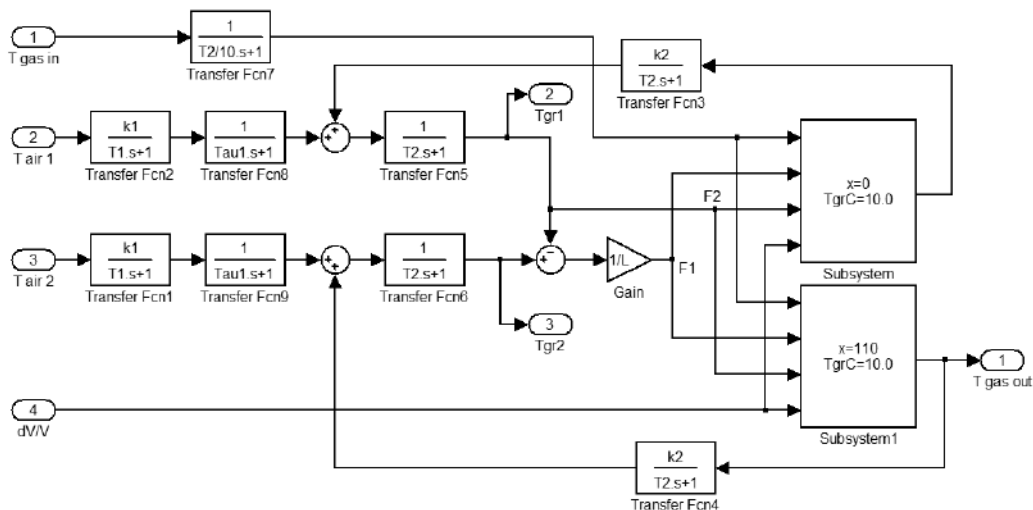 1
T gas in
1
T2/10.s+1
Transfer Fcn7
k2
T2.s+1
Transfer Fcn3
2
Tgr1
2
T air 1
k1
T1.s+1
Transfer Fcn2
1
Tau1.s+1
Transfer Fcn8
+
+
1
T2.s+1
Transfer Fcn5
x=0
TgrC=10.0
Subsystem
F2
3
T air 2
k1
T1.s+1
Transfer Fcn1
1
Tau1.s+1
Transfer Fcn9
+
+
1
T2.s+1
Transfer Fcn6
−
+
1/L
Gain
F1
3
Tgr2
x=110
TgrC=10.0
Subsystem1
1
T gas out
4
dV/V
k2
T2.s+1
Transfer Fcn4